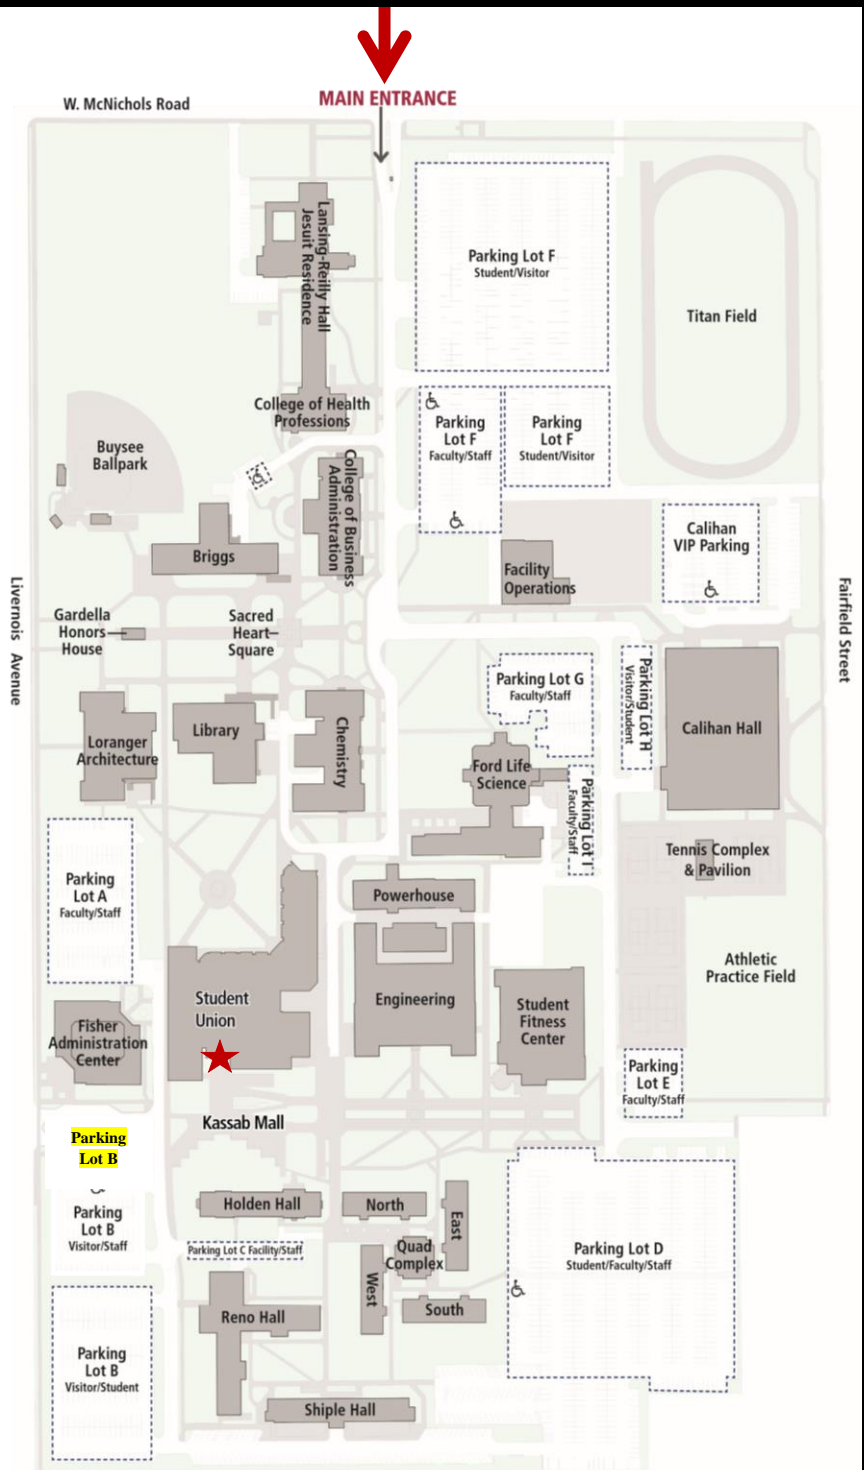 MAIN ENTRANCE
W. McNichols Road
Lansing-Reilly Hall
Jesuit Residence
Parking Lot F
Student/Visitor
Titan Field
College of Health
Professions
Parking
Lot F
Faculty/Staff
Parking
Lot F
Student/Visitor
Buysee
Ballpark
College of Business
Administration
Briggs
Calihan
VIP Parking
Facility
Operations
Livernois Avenue
Fairfield Street
Gardella
Honors
House
Sacred
Heart
Square
Parking Lot G
Faculty/Staff
Parking Lot H
Visitor/Student
Loranger
Architecture
Library
Chemistry
Calihan Hall
Ford Life
Science
Parking Lot I
Faculty/Staff
Tennis Complex
& Pavilion
Parking
Lot A
Faculty/Staff
Powerhouse
Athletic
Practice Field
Student
Union
Engineering
Student
Fitness
Center
Fisher
Administration
Center
Parking
Lot E
Faculty/Staff
Kassab Mall
Parking
Lot B
Parking
Lot B
Visitor/Staff
Holden Hall
North
East
Parking Lot C Facility/Staff
Quad
Complex
West
South
Parking Lot D
Student/Faculty/Staff
Reno Hall
Parking
Lot B
Visitor/Student
Shiple Hall